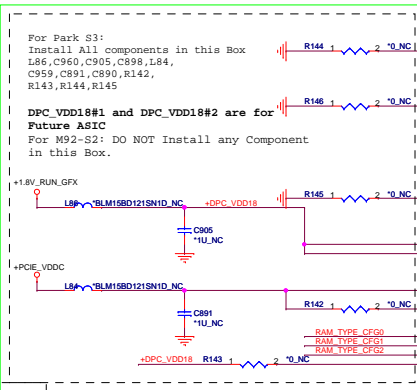 For Park S3:
Install All components in this Box
L86,C960,C905,C898,L84,
C959,C891,C890,R142,
R143,R144,R145
DPC_VDD18#1 and DPC_VDD18#2 are for
Future ASIC
For M92-S2: DO NOT Install any Component
in this Box.
R144 1 2 *0_NC
R146 1 2 *0_NC
+1.8V_RUN_GFX
L86 *BLM15BD121SN1D_NC +DPC_VDD18 R145 1 2 *0_NC
C905
*1U_NC
+PCIE_VDDC
L84 *BLM15BD121SN1D_NC
C891
*1U_NC
R142 1 2 *0_NC
RAM_TYPE_CFG0
RAM_TYPE_CFG1
RAM_TYPE_CFG2
+DPC_VDD18 R143 1 2 *0_NC